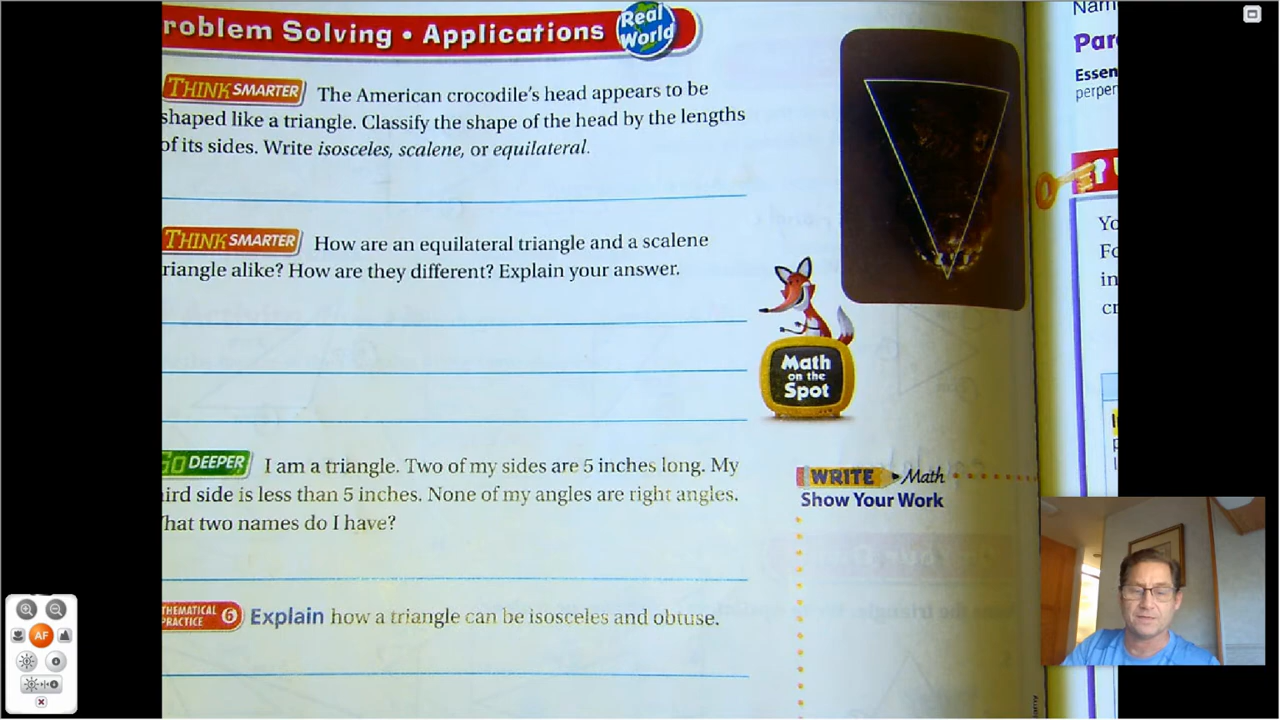 roblem Solving • Applications
Real World
THINK SMARTER The American crocodile's head appears to be
shaped like a triangle. Classify the shape of the head by the lengths
of its sides. Write isosceles, scalene, or equilateral.
THINK SMARTER How are an equilateral triangle and a scalene
riangle alike? How are they different? Explain your answer.
Math
on the
Spot
GO DEEPER I am a triangle. Two of my sides are 5 inches long. My
ird side is less than 5 inches. None of my angles are right angles.
hat two names do I have?
WRITE Math
Show Your Work
THEMATICAL
PRACTICE 6 Explain how a triangle can be isosceles and obtuse.
Nam
Par
Essen
perper
U
Yo
Fo
in
cr
AF